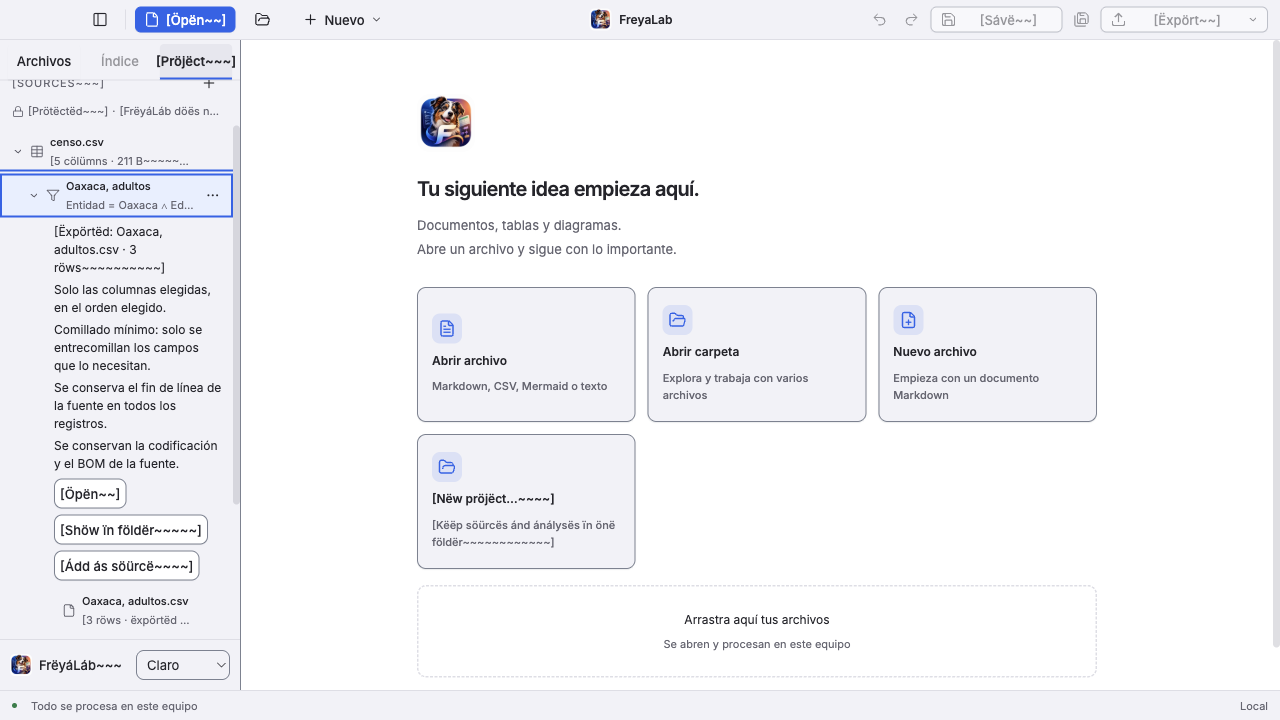 [Öpën~~]
Nuevo
FreyaLab
[Sávë~~]
[Ëxpört~~]
Archivos
Índice
[Pröjëct~~~]
[SOURCES~~~]
[Prötëctëd~~~] · [FrëyáLáb döës n...
censo.csv
[5 cölümns · 211 B~~~~~...
Oaxaca, adultos
Entidad = Oaxaca ∧ Ed...
[Ëxpörtëd: Oaxaca,
adultos.csv · 3
röws~~~~~~~~~~]
Solo las columnas elegidas,
en el orden elegido.
Comillado mínimo: solo se
entrecomillan los campos
que lo necesitan.
Se conserva el fin de línea de
la fuente en todos los
registros.
Se conservan la codificación
y el BOM de la fuente.
[Öpën~~]
[Shöw ïn földër~~~~~]
[Ádd ás söürcë~~~~]
Oaxaca, adultos.csv
[3 röws · ëxpörtëd ...
FrëyáLáb~~~
Claro
Tu siguiente idea empieza aquí.
Documentos, tablas y diagramas.
Abre un archivo y sigue con lo importante.
Abrir archivo
Markdown, CSV, Mermaid o texto
Abrir carpeta
Explora y trabaja con varios
archivos
Nuevo archivo
Empieza con un documento
Markdown
[Nëw pröjëct...~~~~]
[Këëp söürcës ánd ánálysës ïn önë
földër~~~~~~~~~~~~]
Arrastra aquí tus archivos
Se abren y procesan en este equipo
Todo se procesa en este equipo
Local